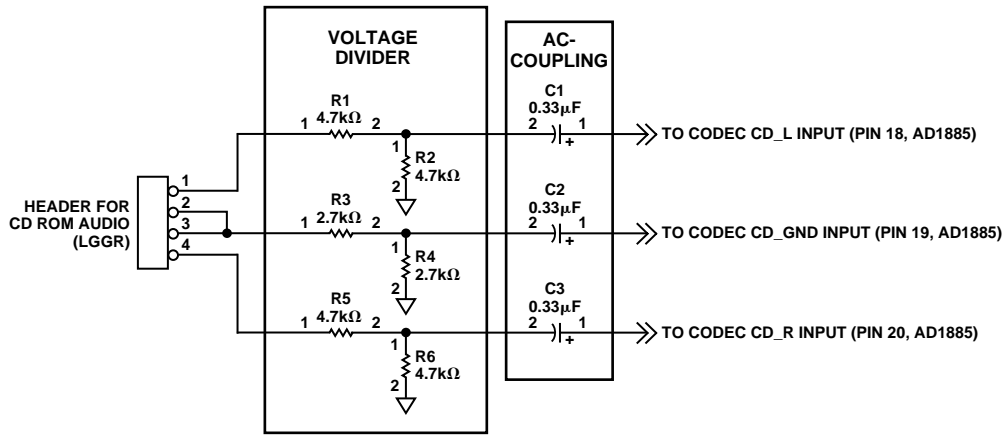 VOLTAGE
DIVIDER
AC-
COUPLING
R1
4.7kΩ
1 2
C1
0.33μF
2 1
+
TO CODEC CD_L INPUT (PIN 18, AD1885)
1
R2
4.7kΩ
2
HEADER FOR
CD ROM AUDIO
(LGGR)
1
2
3
4
R3
2.7kΩ
1 2
C2
0.33μF
2 1
+
TO CODEC CD_GND INPUT (PIN 19, AD1885)
1
R4
2.7kΩ
2
R5
4.7kΩ
1 2
C3
0.33μF
2 1
+
TO CODEC CD_R INPUT (PIN 20, AD1885)
1
R6
4.7kΩ
2